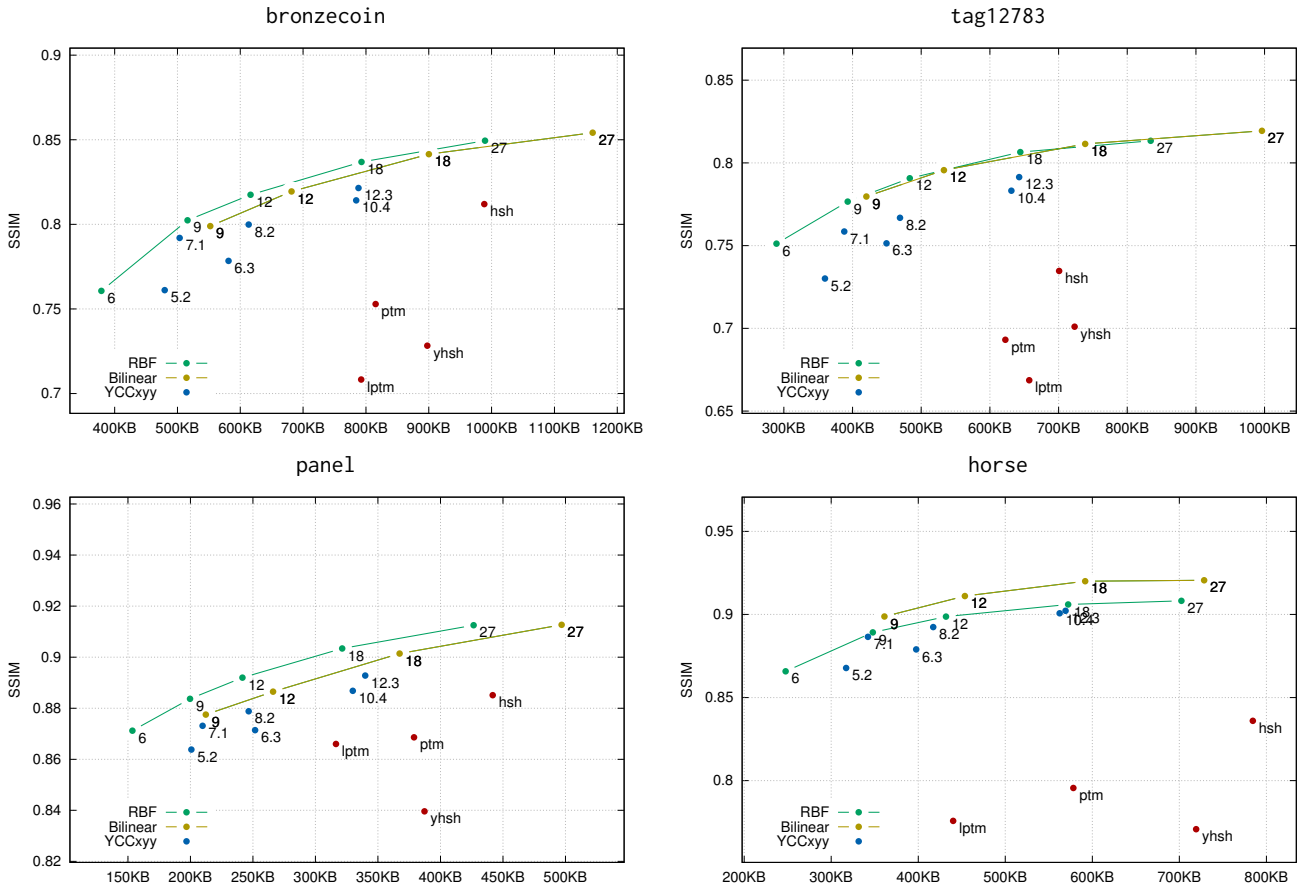 bronzecoin
0.9
0.85
0.8
0.75
0.7
SSIM
6
9
12
18
27
9
12
18
27
5.2
7.1
6.3
8.2
10.4
12.3
hsh
ptm
yhsh
lptm
RBF
Bilinear
YCCxyy
400KB 500KB 600KB 700KB 800KB 900KB 1000KB 1100KB 1200KB
tag12783
0.85
0.8
0.75
0.7
0.65
6
9
12
18
27
9
12
18
27
5.2
7.1
6.3
8.2
10.4
12.3
hsh
yhsh
ptm
lptm
RBF
Bilinear
YCCxyy
300KB 400KB 500KB 600KB 700KB 800KB 900KB 1000KB
panel
0.96
0.94
0.92
0.9
0.88
0.86
0.84
0.82
SSIM
6
9
12
18
27
9
12
18
27
5.2
7.1
6.3
8.2
10.4
12.3
hsh
lptm
ptm
yhsh
RBF
Bilinear
YCCxyy
150KB 200KB 250KB 300KB 350KB 400KB 450KB 500KB
horse
0.95
0.9
0.85
0.8
SSIM
6
9
12
18
27
9
12
18
27
5.2
7.1
6.3
8.2
10.4
12.3
hsh
ptm
lptm
yhsh
RBF
Bilinear
YCCxyy
200KB 300KB 400KB 500KB 600KB 700KB 800KB